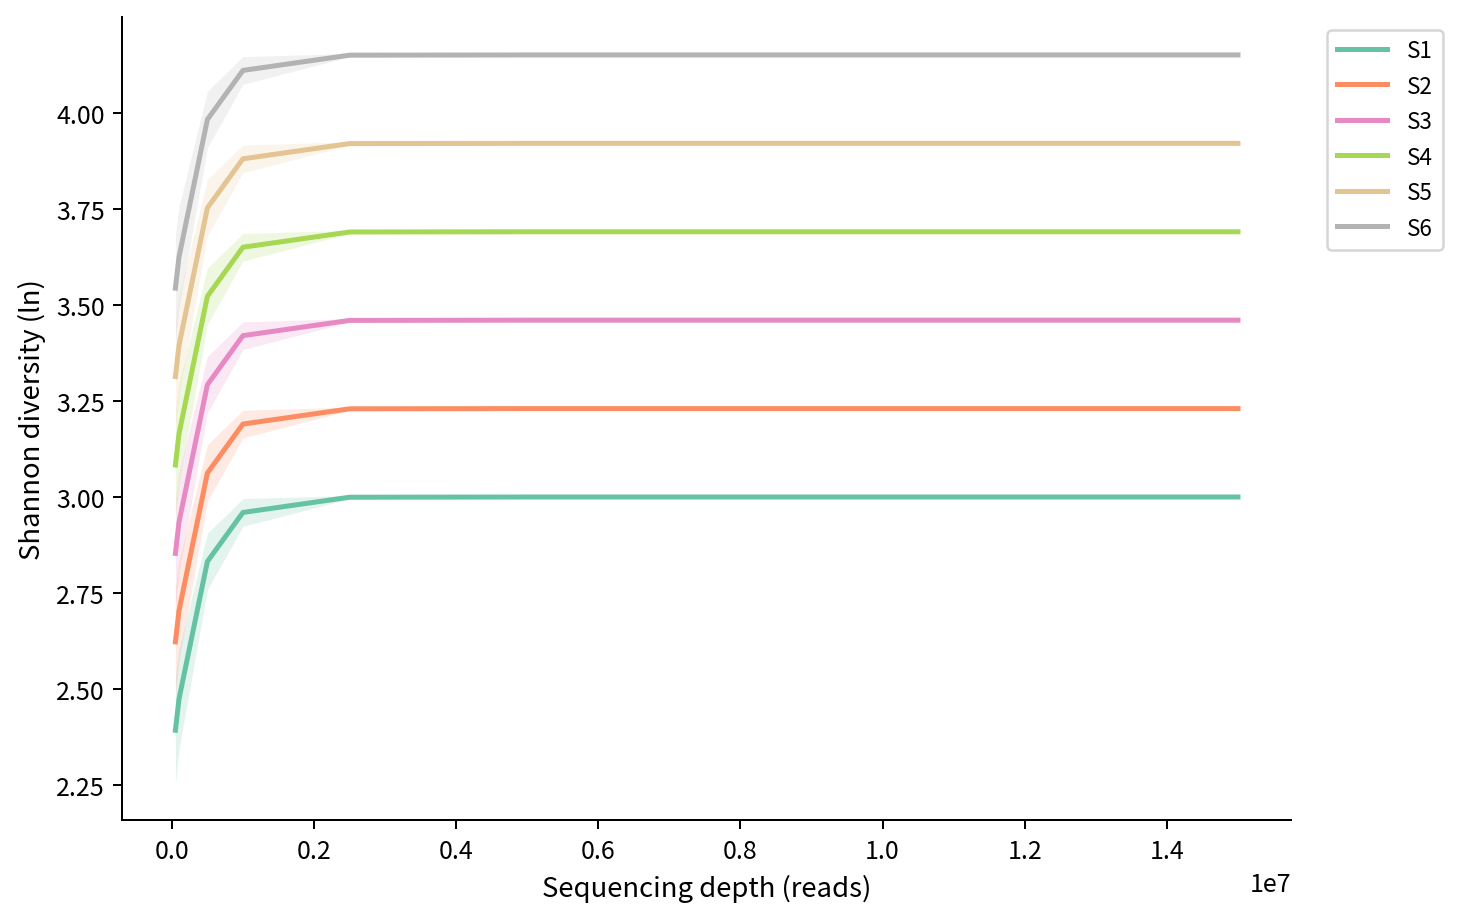 Shannon diversity (ln)
4.00
3.75
3.50
3.25
3.00
2.75
2.50
2.25
0.0 0.2 0.4 0.6 0.8 1.0 1.2 1.4
1e7
Sequencing depth (reads)
S1
S2
S3
S4
S5
S6